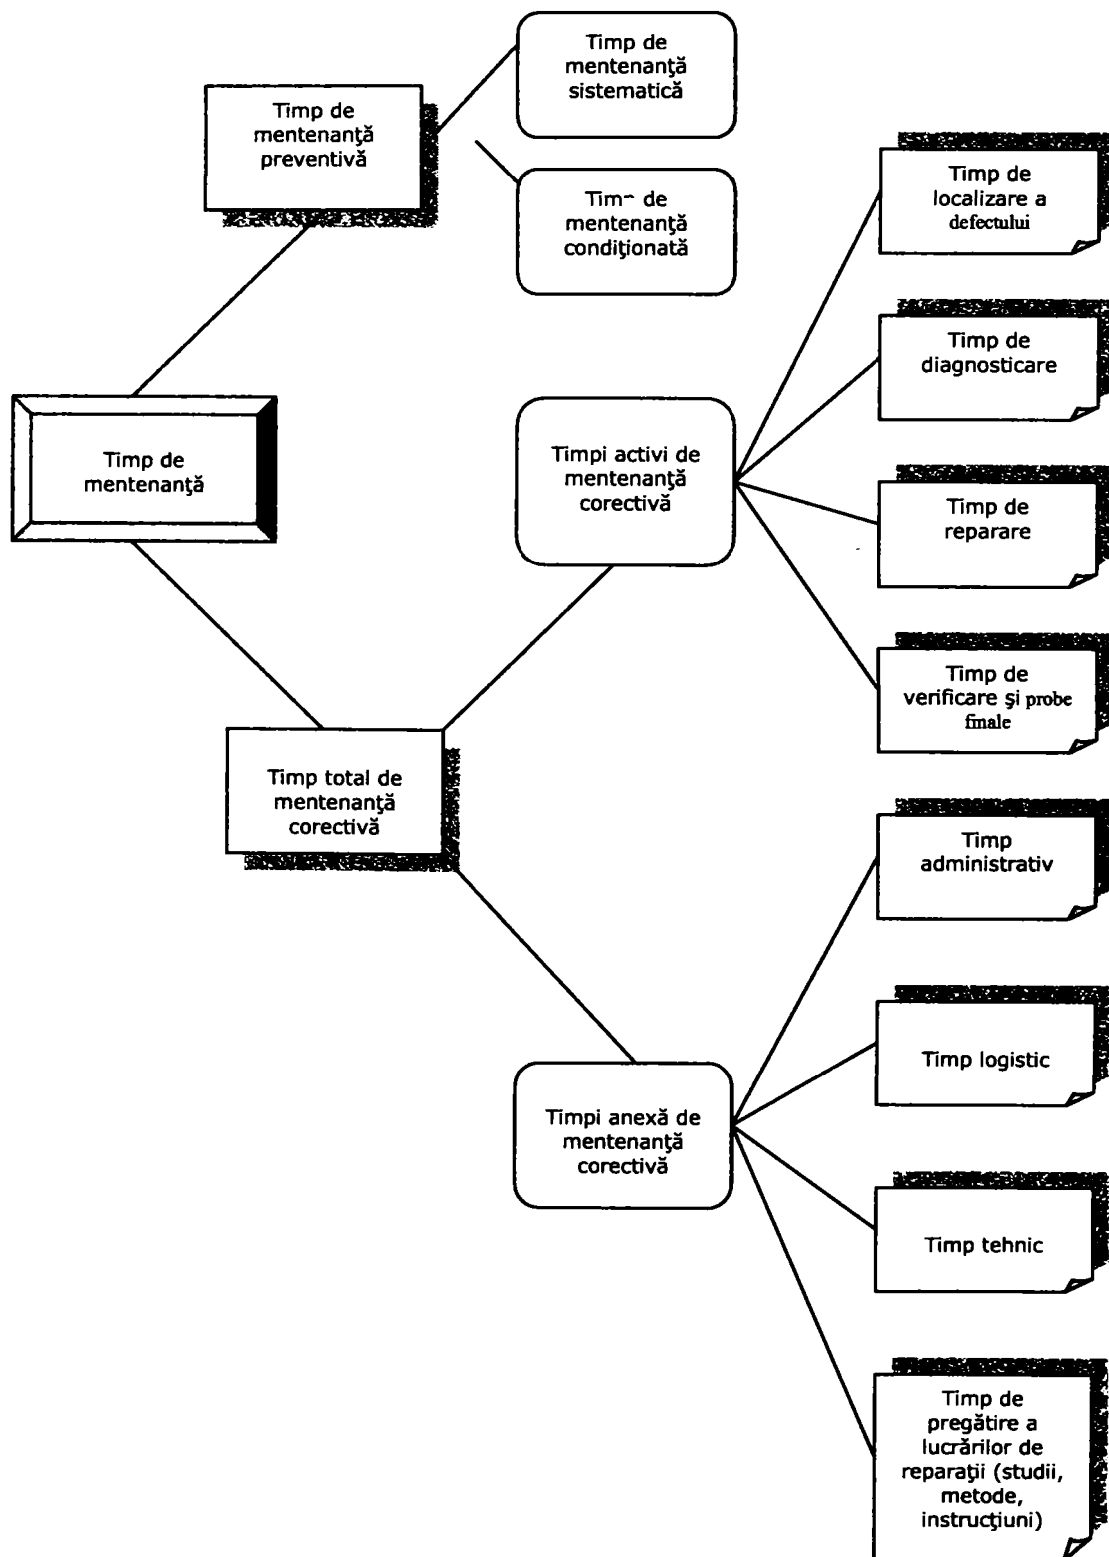 Timp de
mentenanţă
sistematică
Timp de
mentenanţă
preventivă
de
mentenanţă
condiţionată
Timp de
localizare a
defectului
Timp de
diagnosticare
Timp de
mentenanţă
Timpi activi de
mentenanţă
corectivă
Timp de
reparare
Timp de
verificare şi probe
finale
Timp total de
mentenanţă
corectivă
Timp
administrativ
Timp logistic
Timpi anexă de
mentenanţă
corectivă
Timp tehnic
Timp de
pregătire a
lucrărilor de
reparaţii (studii,
metode,
instrucţiuni)